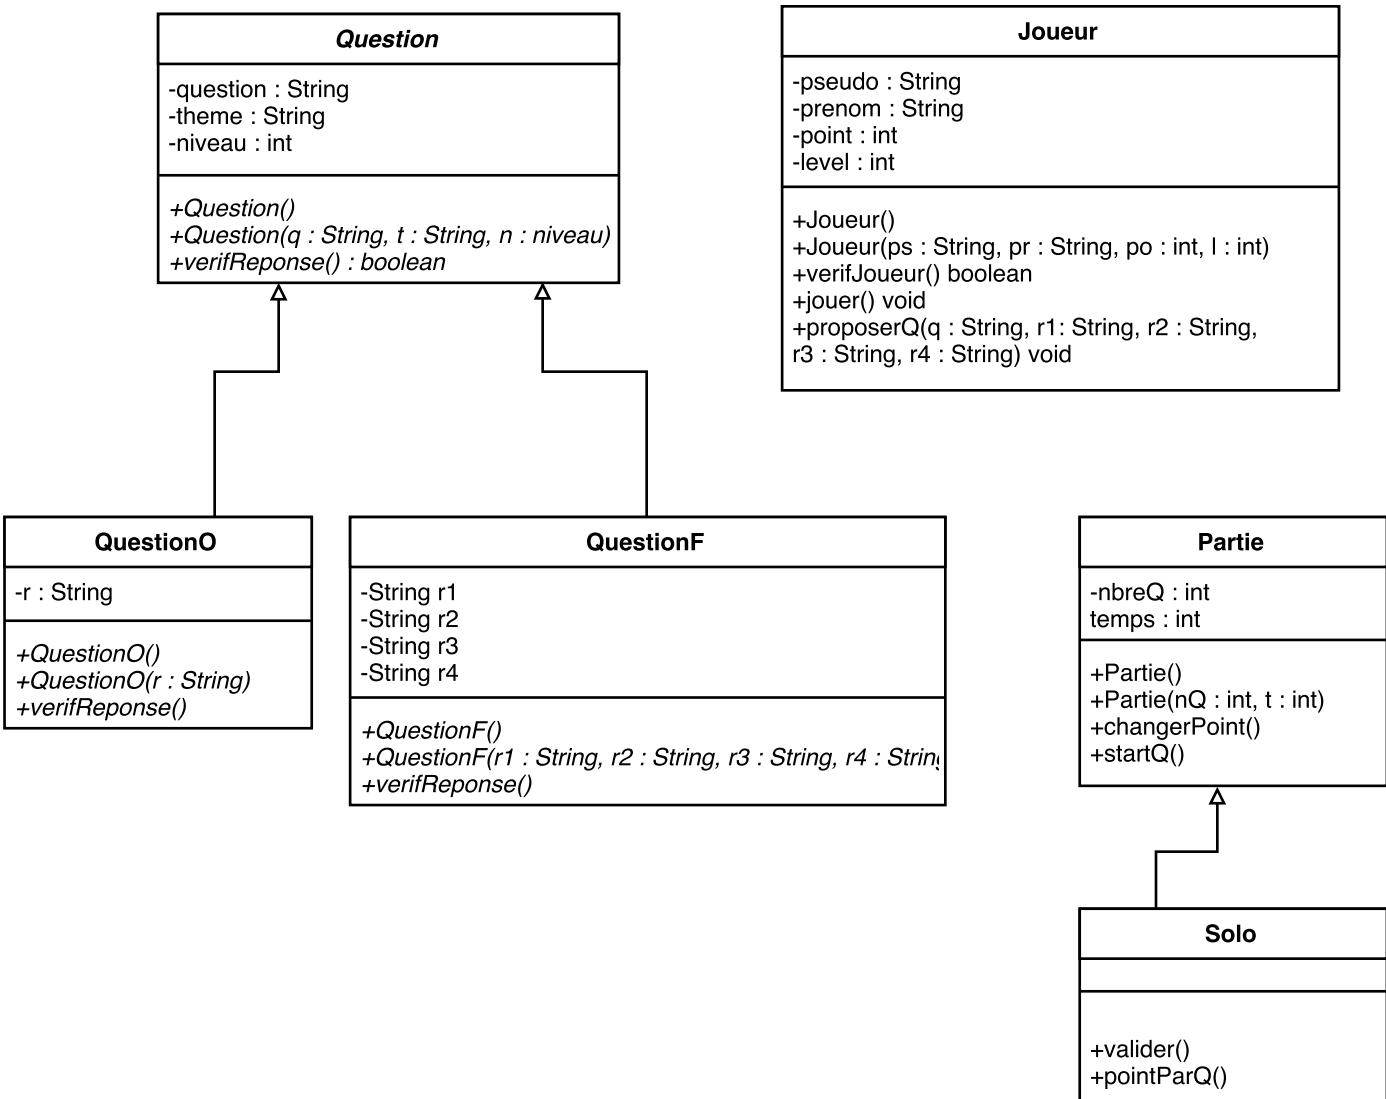 Question
-question : String
-theme : String
-niveau : int
+Question()
+Question(q : String, t : String, n : niveau)
+verifReponse() : boolean
Joueur
-pseudo : String
-prenom : String
-point : int
-level : int
+Joueur()
+Joueur(ps : String, pr : String, po : int, l : int)
+verifJoueur() boolean
+jouer() void
+proposerQ(q : String, r1: String, r2 : String,
r3 : String, r4 : String) void
QuestionO
-r : String
+QuestionO()
+QuestionO(r : String)
+verifReponse()
QuestionF
-String r1
-String r2
-String r3
-String r4
+QuestionF()
+QuestionF(r1 : String, r2 : String, r3 : String, r4 : String
+verifReponse()
Partie
-nbreQ : int
temps : int
+Partie()
+Partie(nQ : int, t : int)
+changerPoint()
+startQ()
Solo
+valider()
+pointParQ()